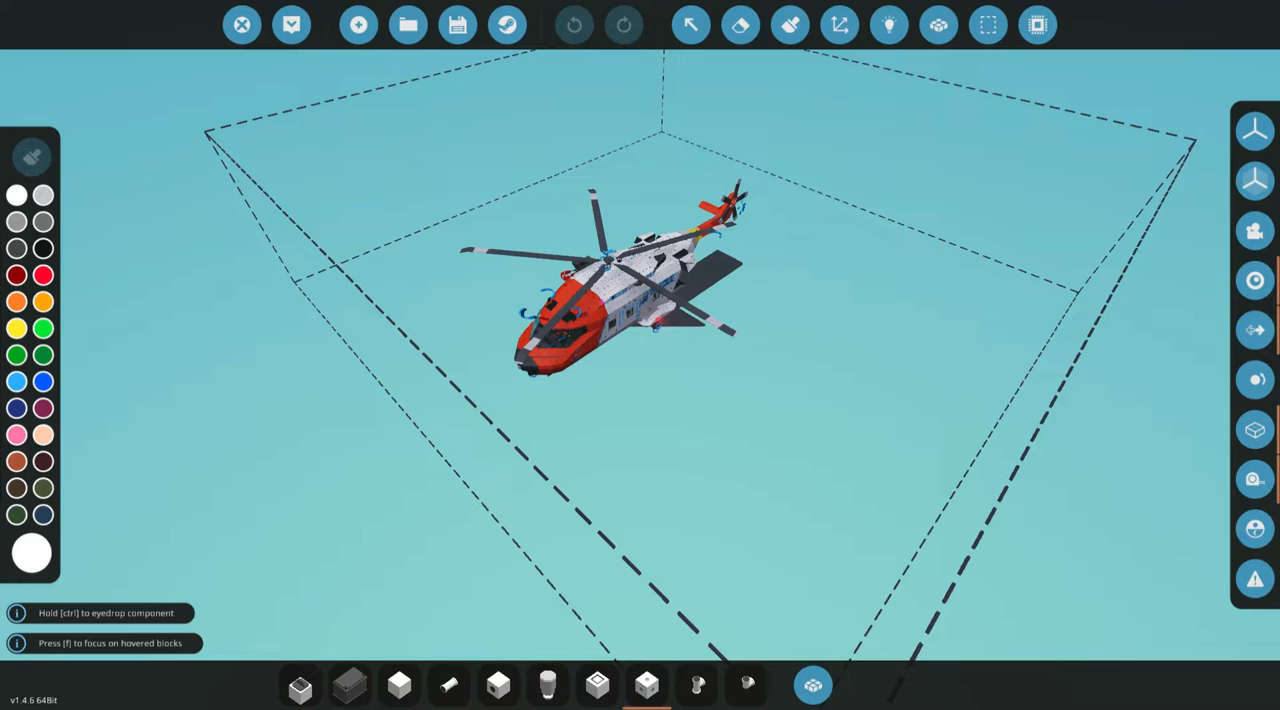 Hold [ctrl] to eyedrop component
Press [f] to focus on hovered blocks
v1.4.6 64Bit